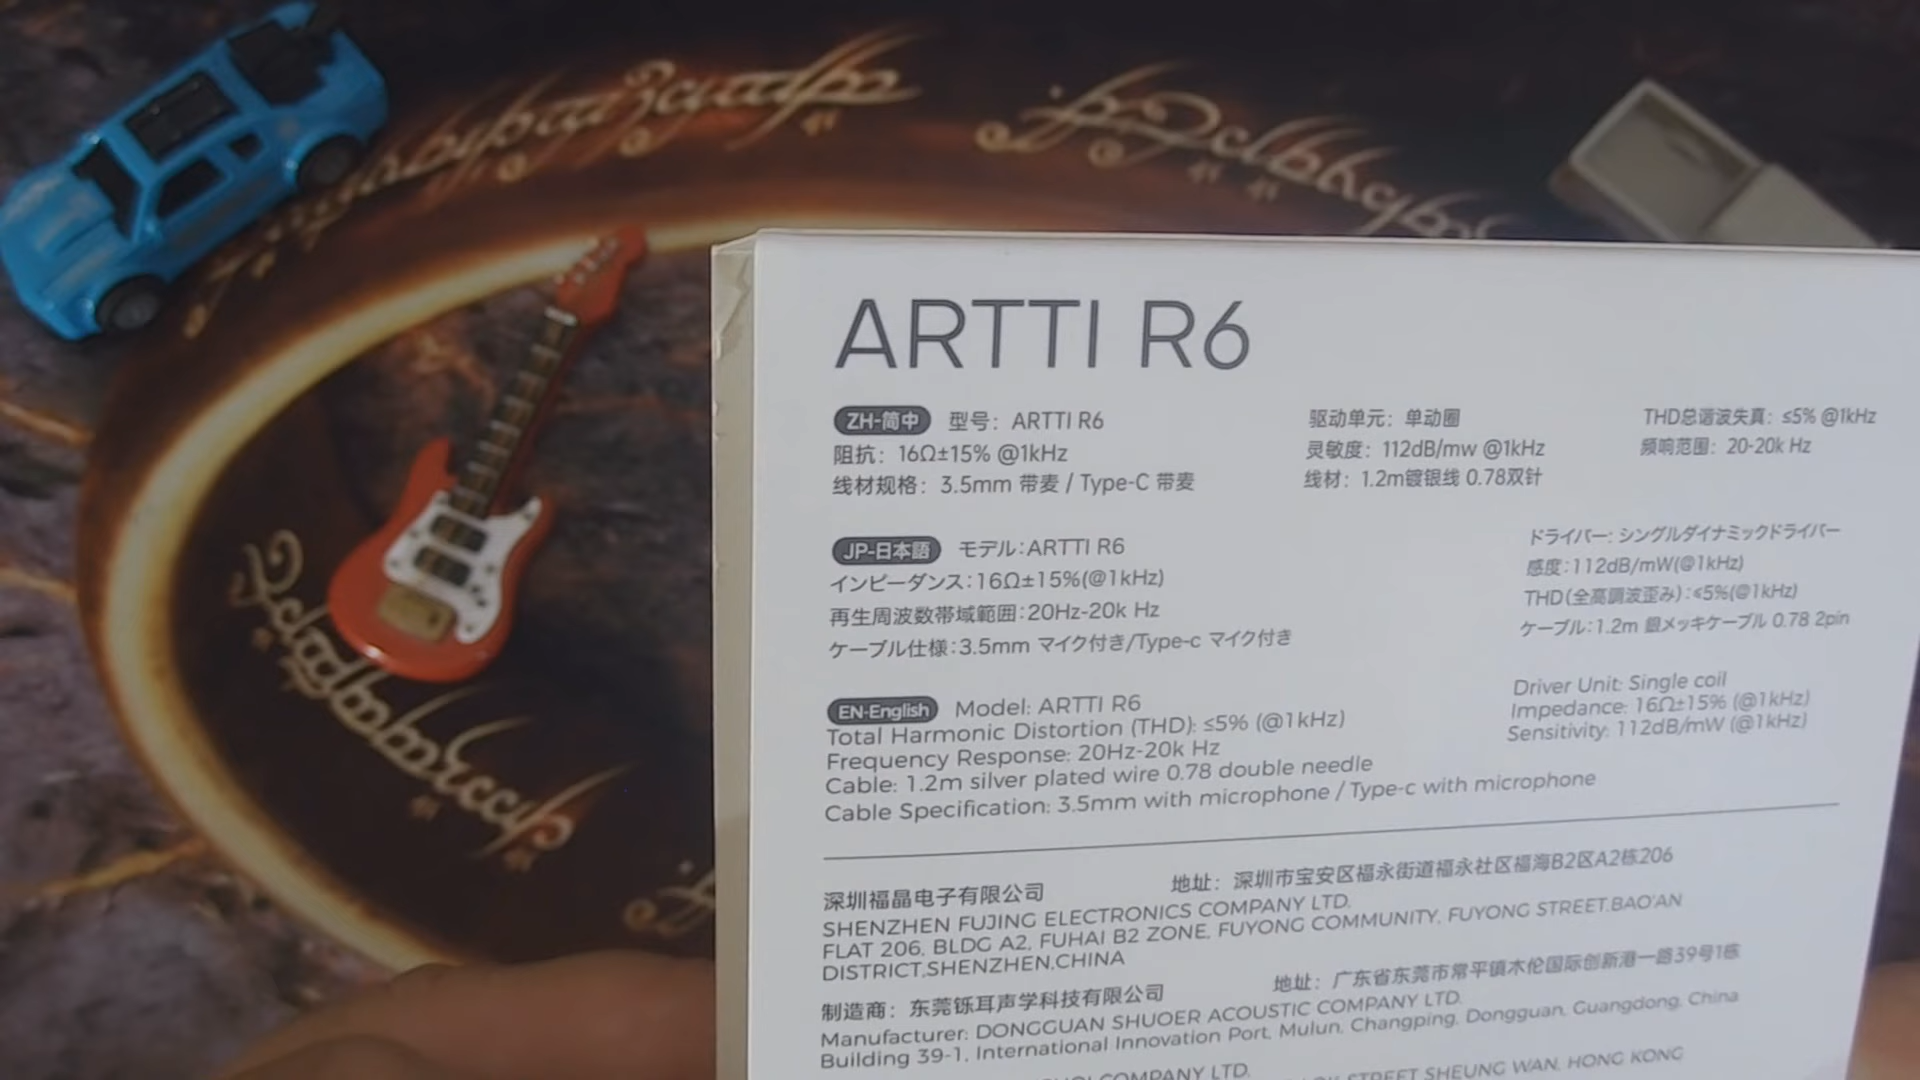 ARTTI R6
ZH-简中 型号：ARTTI R6 驱动单元：单动圈 THD总谐波失真：≤5% @1kHz
阻抗：16Ω±15% @1kHz 灵敏度：112dB/mw @1kHz 频响范围：20-20k Hz
线材规格：3.5mm 带麦 / Type-C 带麦 线材：1.2m镀银线 0.78双针
JP-日本語 モデル:ARTTI R6 ドライバー: シングルダイナミックドライバー
インピーダンス:16Ω±15%(@1kHz) 感度:112dB/mW(@1kHz)
再生周波数帯域範囲:20Hz-20k Hz THD(全高調波歪み):≤5%(@1kHz)
ケーブル仕様:3.5mm マイク付き/Type-c マイク付き ケーブル:1.2m 銀メッキケーブル 0.78 2pin
EN-English Model: ARTTI R6 Driver Unit: Single coil
Total Harmonic Distortion (THD): ≤5% (@1kHz) Impedance: 16Ω±15% (@1kHz)
Frequency Response: 20Hz-20k Hz Sensitivity: 112dB/mW (@1kHz)
Cable: 1.2m silver plated wire 0.78 double needle
Cable Specification: 3.5mm with microphone / Type-c with microphone
深圳福晶电子有限公司 地址：深圳市宝安区福永街道福永社区福海B2区A2栋206
SHENZHEN FUJING ELECTRONICS COMPANY LTD.
FLAT 206, BLDG A2, FUHAI B2 ZONE, FUYONG COMMUNITY, FUYONG STREET.BAO'AN
DISTRICT,SHENZHEN,CHINA
制造商：东莞铄耳声学科技有限公司 地址：广东省东莞市常平镇木伦国际创新港一路39号1栋
Manufacturer: DONGGUAN SHUOER ACOUSTIC COMPANY LTD.
Building 39-1, International Innovation Port, Mulun, Changping, Dongguan, Guangdong, China
COMPANY LTD. STREET SHEUNG WAN, HONG KONG